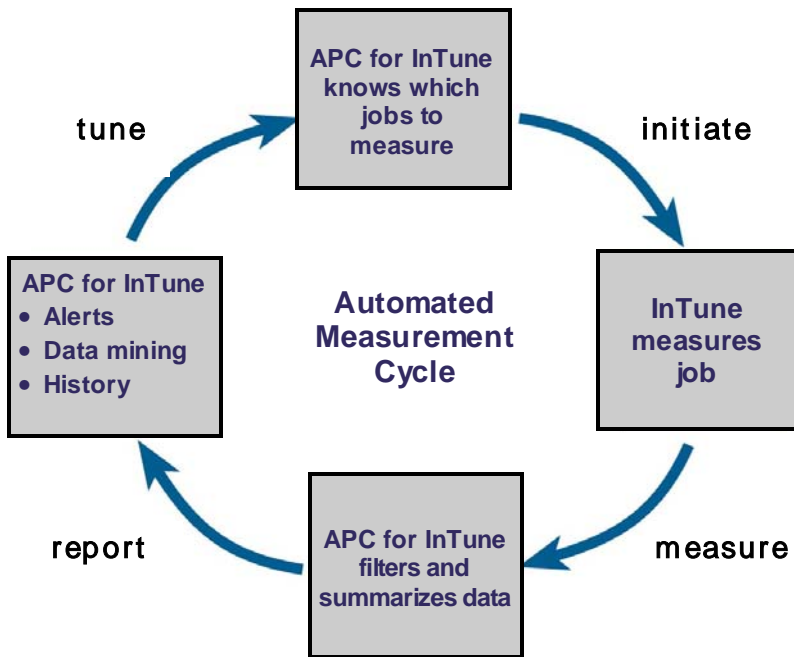 APC for InTune
knows which
jobs to
measure
tune
initiate
APC for InTune
• Alerts
• Data mining
• History
Automated
Measurement
Cycle
InTune
measures
job
report
APC for InTune
filters and
summarizes data
measure